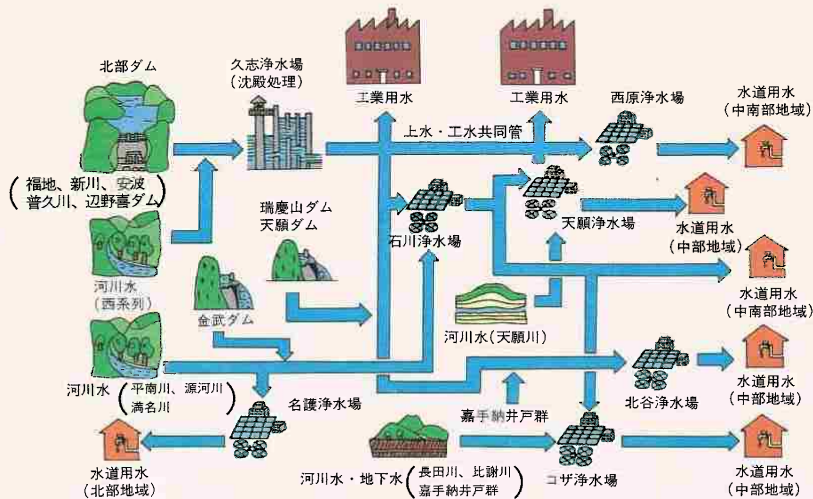 北部ダム
久志浄水場
(沈殿処理)
工業用水
工業用水
西原浄水場
水道用水
(中南部地域)
上水・工水共同管
(福地、新川、安波
普久川、辺野喜ダム)
瑞慶山ダム
天願ダム
石川浄水場
天願浄水場
水道用水
(中部地域)
河川水
(西系列)
金武ダム
河川水(天願川)
水道用水
(中南部地域)
河川水
(平南川、源河川
満名川)
名護浄水場
嘉手納井戸群
北谷浄水場
水道用水
(中部地域)
水道用水
(北部地域)
河川水・地下水
(長田川、比謝川
嘉手納井戸群)
コザ浄水場
水道用水
(中部地域)